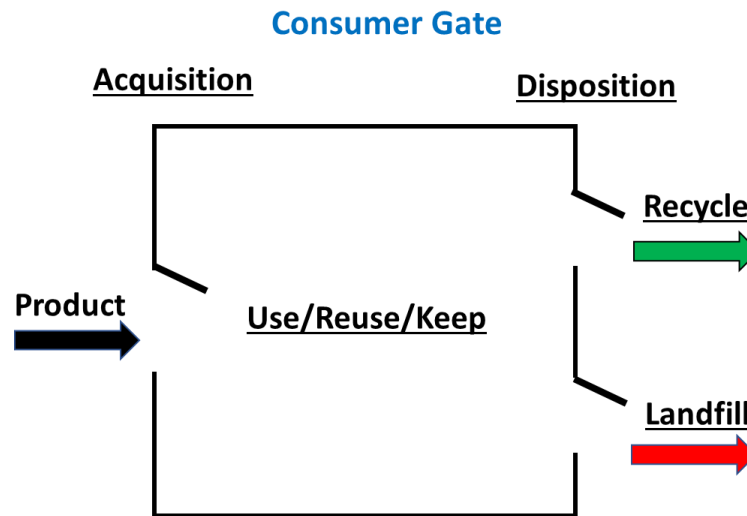 Consumer Gate
Acquisition
Disposition
Recycle
Product
Use/Reuse/Keep
Landfill